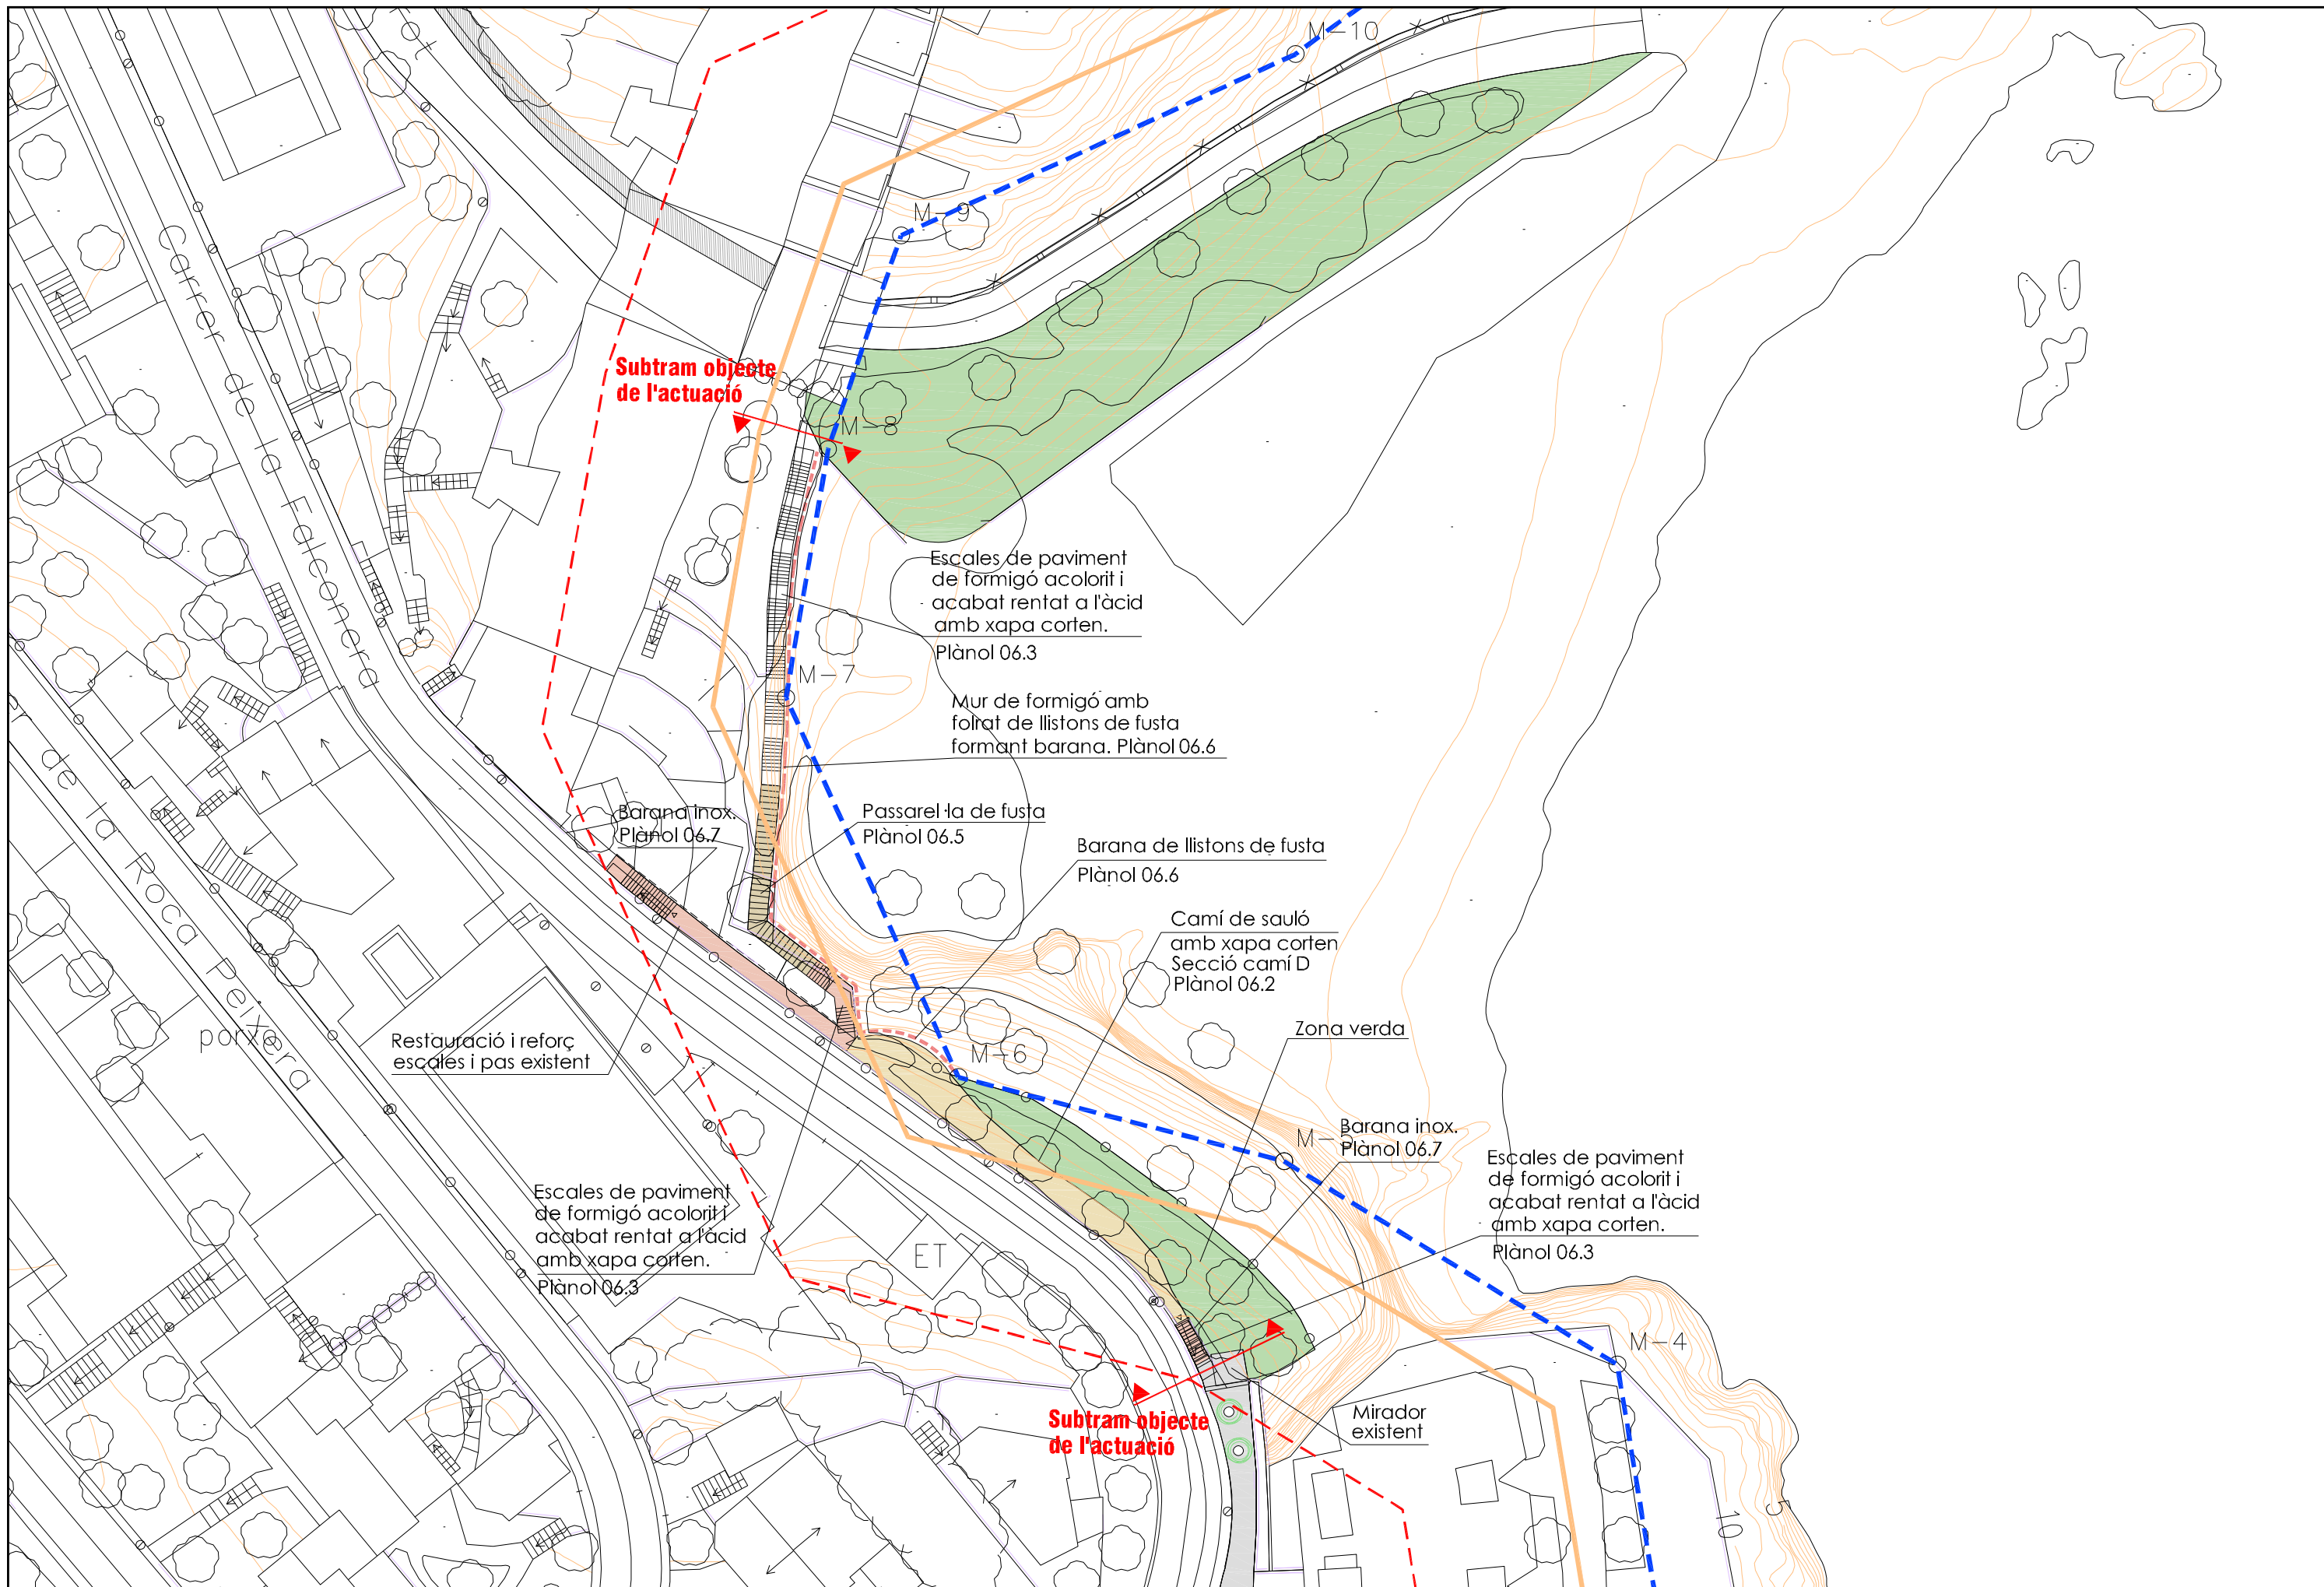 M-10
M-9
Carrer de la Falconera
Subtram objecte
de l'actuació
M-8
Escales de paviment
de formigó acolorit i
acabat rentat a l'àcid
amb xapa corten.
Plànol 06.3
M-7
Mur de formigó amb
folrat de llistons de fusta
formant barana. Plànol 06.6
Barana inox.
Plànol 06.7
Passarel·la de fusta
Plànol 06.5
Barana de llistons de fusta
Plànol 06.6
de la Roca Peixera
Camí de sauló
amb xapa corten
Secció camí D
Plànol 06.2
porxe
Restauració i reforç
escales i pas existent
Zona verda
M-6
M-5
Barana inox.
Plànol 06.7
Escales de paviment
de formigó acolorit i
acabat rentat a l'àcid
amb xapa corten.
Plànol 06.3
Escales de paviment
de formigó acolorit i
acabat rentat a l'àcid
amb xapa corten.
Plànol 06.3
ET
M-4
Subtram objecte
de l'actuació
Mirador
existent
10
5